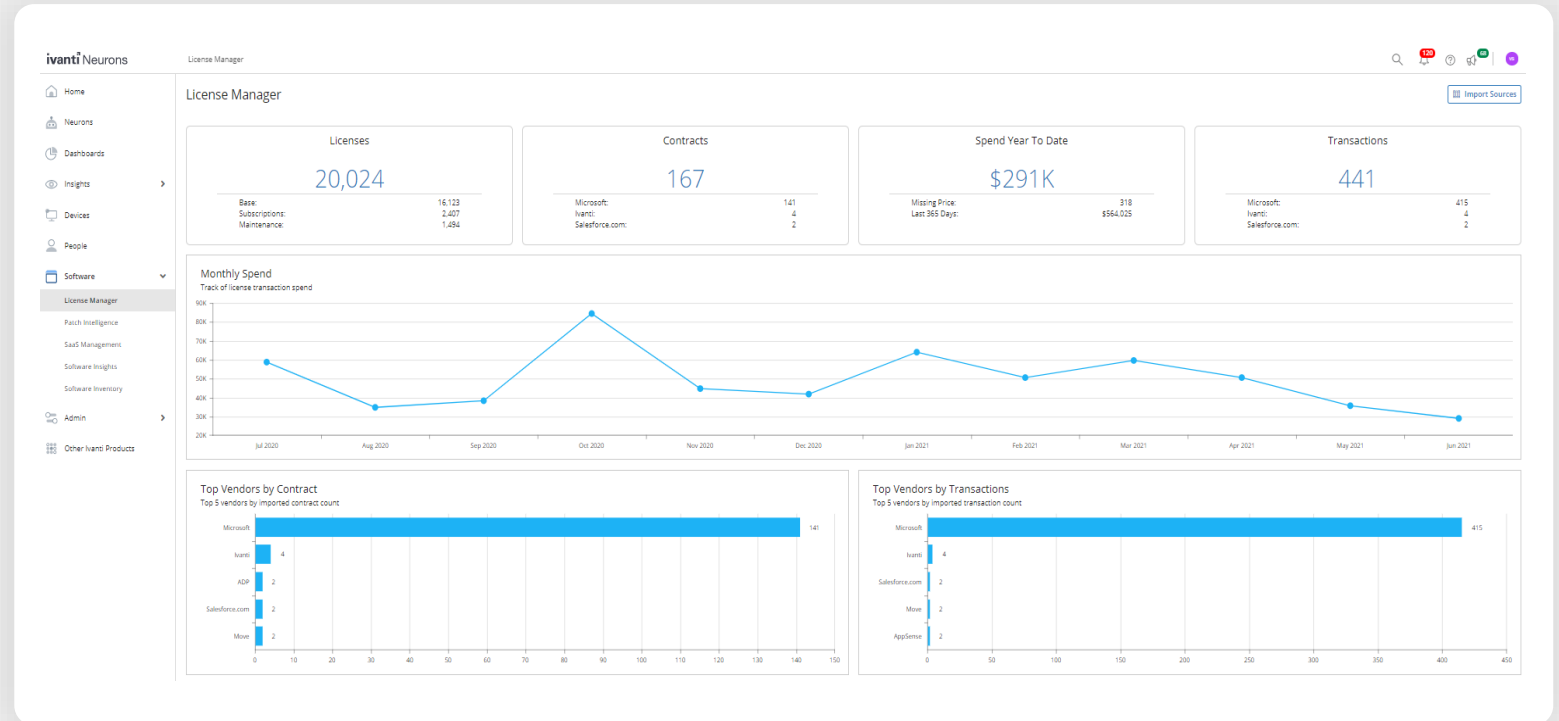 ivanti Neurons
License Manager
120
68
Home
Neurons
Dashboards
Insights
Devices
People
Software
License Manager
Patch Intelligence
SaaS Management
Software Insights
Software Inventory
Admin
Other Ivanti Products
License Manager
Import Sources
Licenses
20,024
Base: 16,123
Subscriptions: 2,407
Maintenance: 1,494
Contracts
167
Microsoft: 141
Ivanti: 4
Salesforce.com: 2
Spend Year To Date
$291K
Missing Price: 318
Last 365 Days: $564,025
Transactions
441
Microsoft: 415
Ivanti: 4
Salesforce.com: 2
Monthly Spend
Track of license transaction spend
90K
80K
70K
60K
50K
40K
30K
20K
Jul 2020 Aug 2020 Sep 2020 Oct 2020 Nov 2020 Dec 2020 Jan 2021 Feb 2021 Mar 2021 Apr 2021 May 2021 Jun 2021
Top Vendors by Contract
Top 5 vendors by imported contract count
Microsoft 141
Ivanti 4
ADP 2
Salesforce.com 2
Move 2
0 10 20 30 40 50 60 70 80 90 100 110 120 130 140 150
Top Vendors by Transactions
Top 5 vendors by imported transaction count
Microsoft 415
Ivanti 4
Salesforce.com 2
Move 2
AppSense 2
0 50 100 150 200 250 300 350 400 450